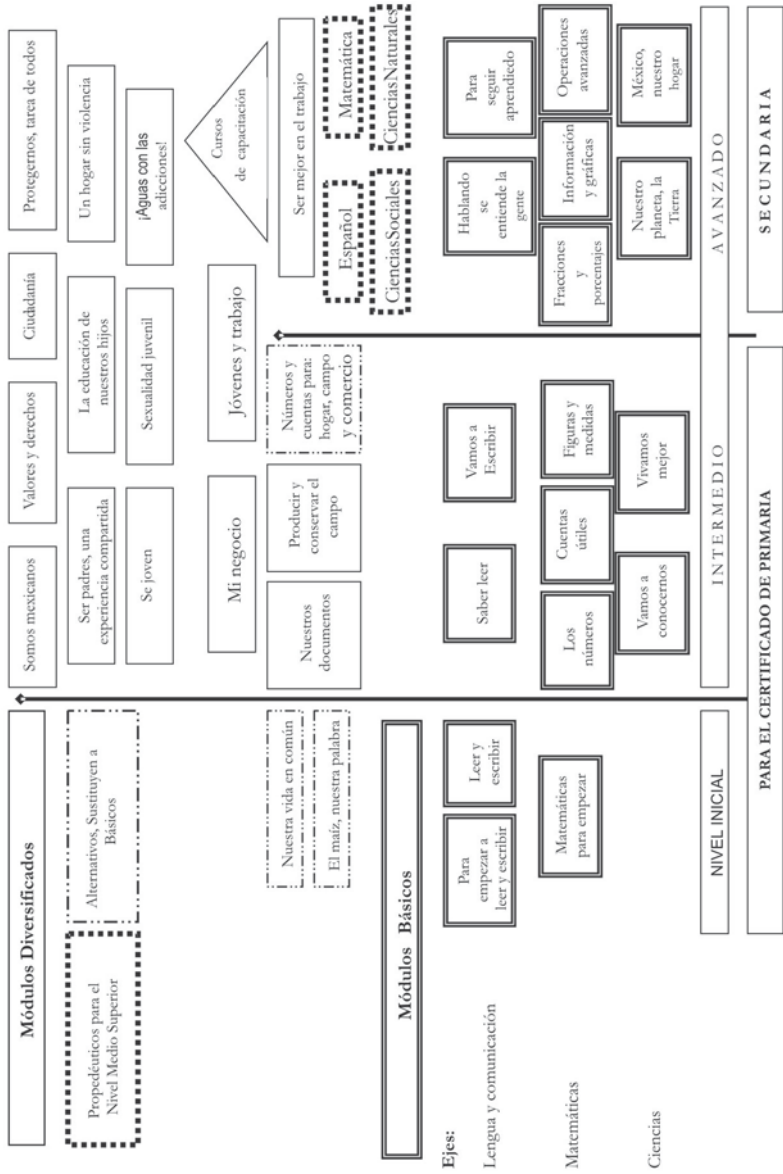 Módulos Diversificados
Propedéuticos para el
Nivel Medio Superior
Alternativos, Sustituyen a
Básicos
Somos mexicanos
Valores y derechos
Ciudidanía
Protegernos, tarea de todos
Ser padres, una
experiencia compartida
La educación de
nuestros hijos
Un hogar sin violencia
Se joven
Sexualidad juvenil
¡Aguas con las
adicciones!
Mi negocio
Jóvenes y trabajo
Cursos
de capacitación
Nuestra vida en común
El maíz, nuestra palabra
Nuestros
documentos
Producir y
conservar el
campo
Números y
cuentas para:
hogar, campo
y comercio
Ser mejor en el trabajo
Español
Matemática
CienciasSociales
CienciasNaturales
Módulos Básicos
Ejes:
Lengua y comunicación
Para
empezar a
leer y escribir
Leer y
escribir
Saber leer
Vamos a
Escribir
Hablando
se
entiende la
gente
Para
seguir
aprendiedo
Matemáticas
Matemáticas
para empezar
Los
números
Cuentas
útiles
Figuras y
medidas
Fracciones
y
porcentajes
Información
y gráficas
Operaciones
avanzadas
Ciencias
Vamos a
conocernos
Vivamos
mejor
Nuestro
planeta, la
Tierra
México,
nuestro
hogar
NIVEL INICIAL
INTERMEDIO
AVANZADO
PARA EL CERTIFICADO DE PRIMARIA
SECUNDARIA